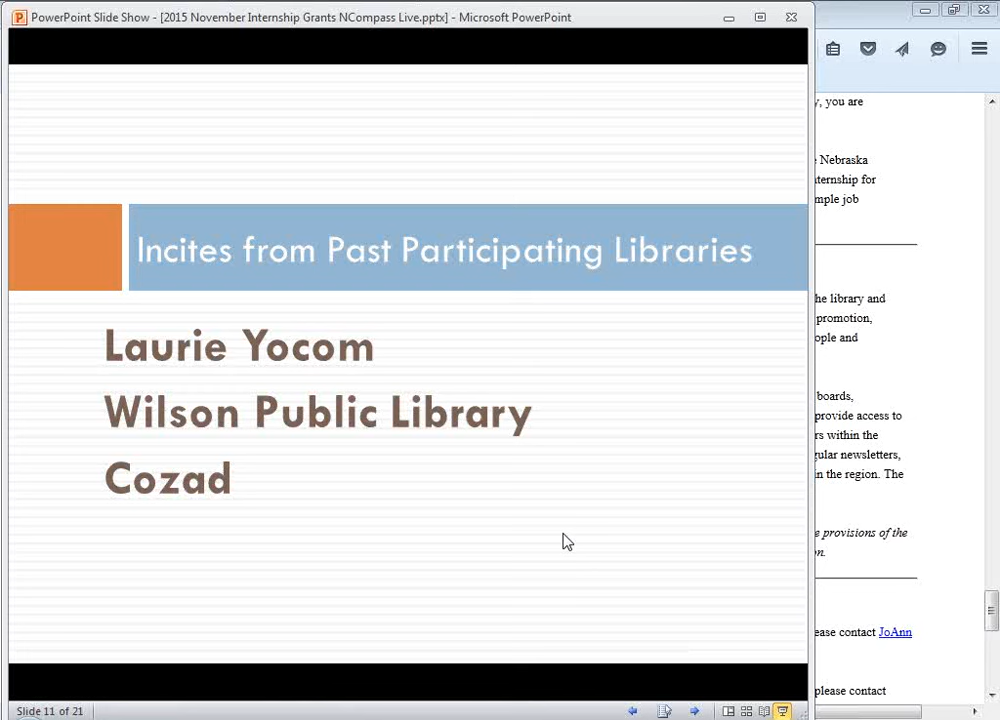 PowerPoint Slide Show - [2015 November Internship Grants NCompass Live.pptx] - Microsoft PowerPoint
Incites from Past Participating Libraries
Laurie Yocom
Wilson Public Library
Cozad
Slide 11 of 21
y, you are
Nebraska
ternship for
mple job
he library and
promotion,
ople and
boards,
provide access to
rs within the
gular newsletters,
in the region. The
e provisions of the
on.
ease contact JoAnn
please contact